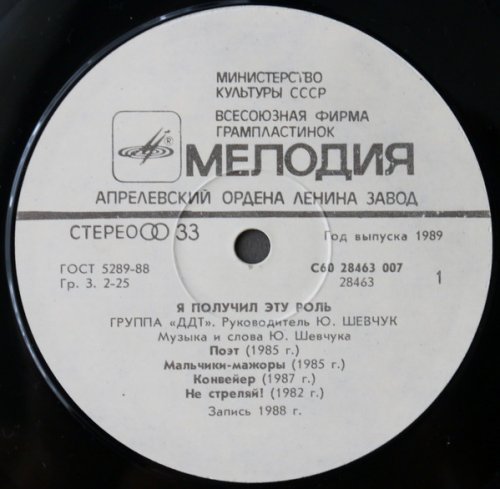 МИНИСТЕРСТВО
КУЛЬТУРЫ СССР
ВСЕСОЮЗНАЯ ФИРМА
ГРАМПЛАСТИНОК
МЕЛОДИЯ
АПРЕЛЕВСКИЙ ОРДЕНА ЛЕНИНА ЗАВОД
СТЕРЕО 33
Год выпуска 1989
ГОСТ 5289-88
С60 28463 007
Гр. 3. 2-25
28463
1
Я ПОЛУЧИЛ ЭТУ РОЛЬ
ГРУППА «ДДТ». Руководитель Ю. ШЕВЧУК
Музыка и слова Ю. Шевчука
Поэт (1985 г.)
Мальчики-мажоры (1985 г.)
Конвейер (1987 г.)
Не стреляй! (1982 г.)
Запись 1988 г.